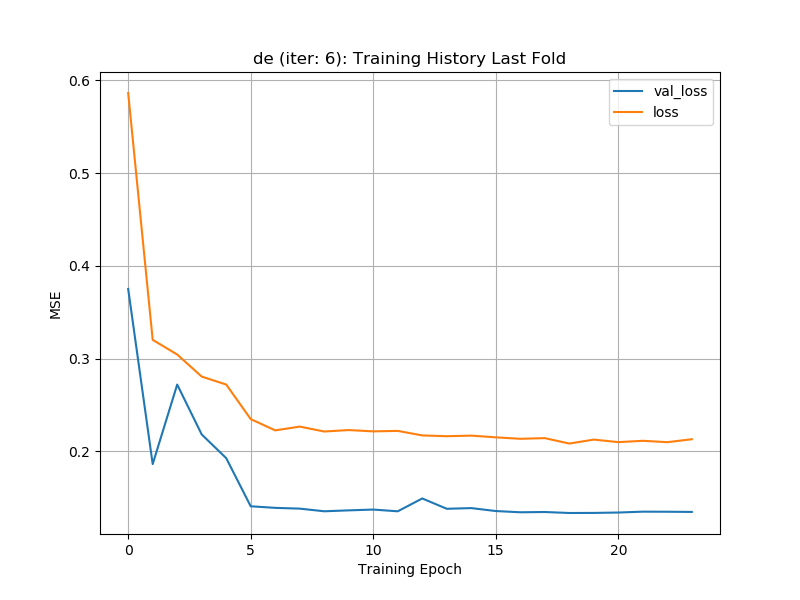 de (iter: 6): Training History Last Fold
val_loss
loss
MSE
0.6
0.5
0.4
0.3
0.2
0 5 10 15 20
Training Epoch